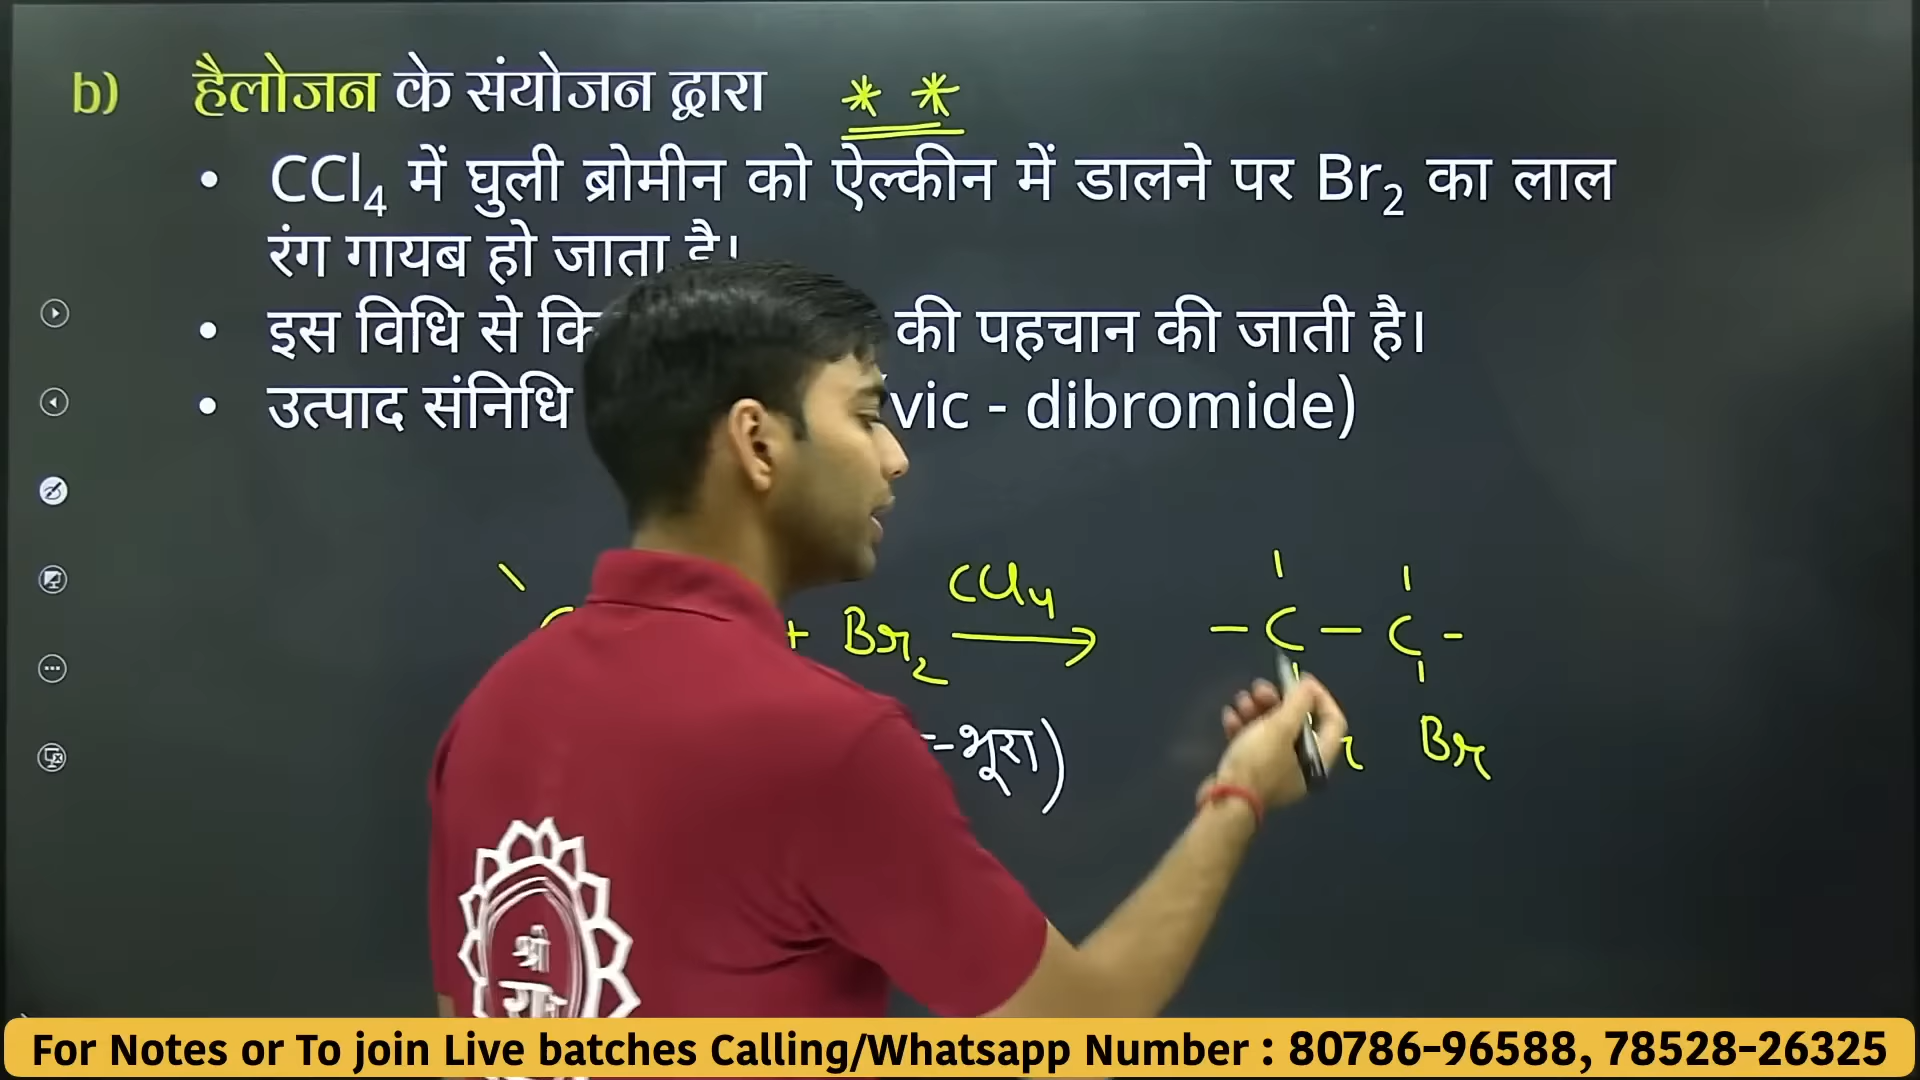 b) हैलोजन के संयोजन द्वारा * *
• CCl₄ में घुली ब्रोमीन को ऐल्कीन में डालने पर Br₂ का लाल
रंग गायब हो जाता है।
• इस विधि से की पहचान की जाती है।
• उत्पाद संनिधि vic - dibromide)
+ Br₂ CCl₄ → - C - C -
-भूरा) Br
श्री
For Notes or To join Live batches Calling/Whatsapp Number : 80786-96588, 78528-26325